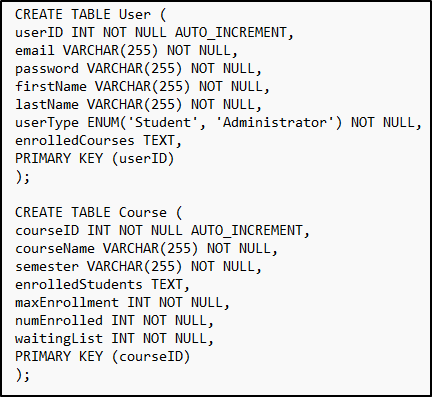 CREATE TABLE User (
userID INT NOT NULL AUTO_INCREMENT,
email VARCHAR(255) NOT NULL,
password VARCHAR(255) NOT NULL,
firstName VARCHAR(255) NOT NULL,
lastName VARCHAR(255) NOT NULL,
userType ENUM('Student', 'Administrator') NOT NULL,
enrolledCourses TEXT,
PRIMARY KEY (userID)
);
CREATE TABLE Course (
courseID INT NOT NULL AUTO_INCREMENT,
courseName VARCHAR(255) NOT NULL,
semester VARCHAR(255) NOT NULL,
enrolledStudents TEXT,
maxEnrollment INT NOT NULL,
numEnrolled INT NOT NULL,
waitingList INT NOT NULL,
PRIMARY KEY (courseID)
);